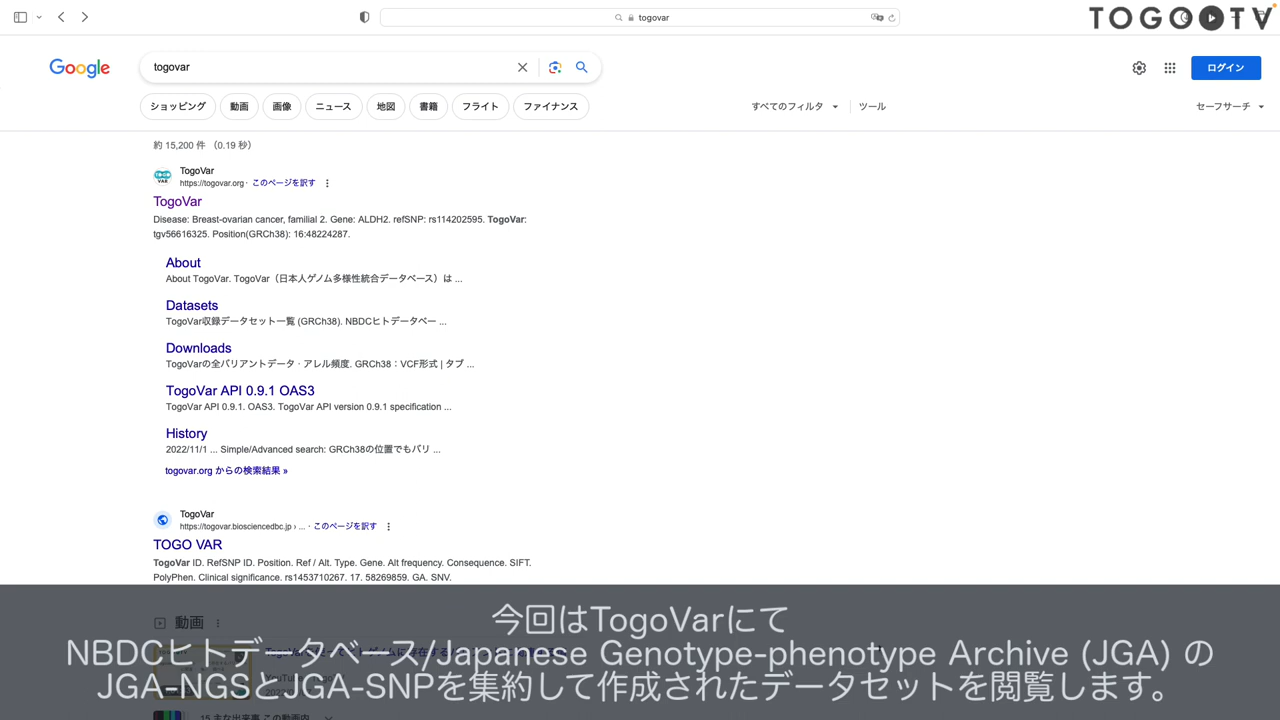 togovar
TOGO TV
Google
togovar
ログイン
ショッピング 動画 画像 ニュース 地図 書籍 フライト ファイナンス
すべてのフィルタ ツール
セーフサーチ
約 15,200 件 (0.19 秒)
TogoVar
https://togovar.org · このページを訳す
TogoVar
Disease: Breast-ovarian cancer, familial 2. Gene: ALDH2. refSNP: rs114202595. TogoVar:
tgv56616325. Position(GRCh38): 16:48224287.
About
About TogoVar. TogoVar（日本人ゲノム多様性統合データベース）は ...
Datasets
TogoVar収録データセット一覧 (GRCh38). NBDCヒトデータベー ...
Downloads
TogoVarの全バリアントデータ · アレル頻度. GRCh38：VCF形式 | タブ ...
TogoVar API 0.9.1 OAS3
TogoVar API 0.9.1. OAS3. TogoVar API version 0.9.1 specification ...
History
2022/11/1 ... Simple/Advanced search: GRCh38の位置でもバリ ...
togovar.org からの検索結果 »
TogoVar
https://togovar.biosciencedbc.jp › ... · このページを訳す
TOGO VAR
TogoVar ID. RefSNP ID. Position. Ref / Alt. Type. Gene. Alt frequency. Consequence. SIFT.
PolyPhen. Clinical significance. rs1453710267. 17. 58269859. GA. SNV.
動画
今回はTogoVarにて
NBDCヒトデータベース/Japanese Genotype-phenotype Archive (JGA) の
JGA-NGSとJGA-SNPを集約して作成されたデータセットを閲覧します。